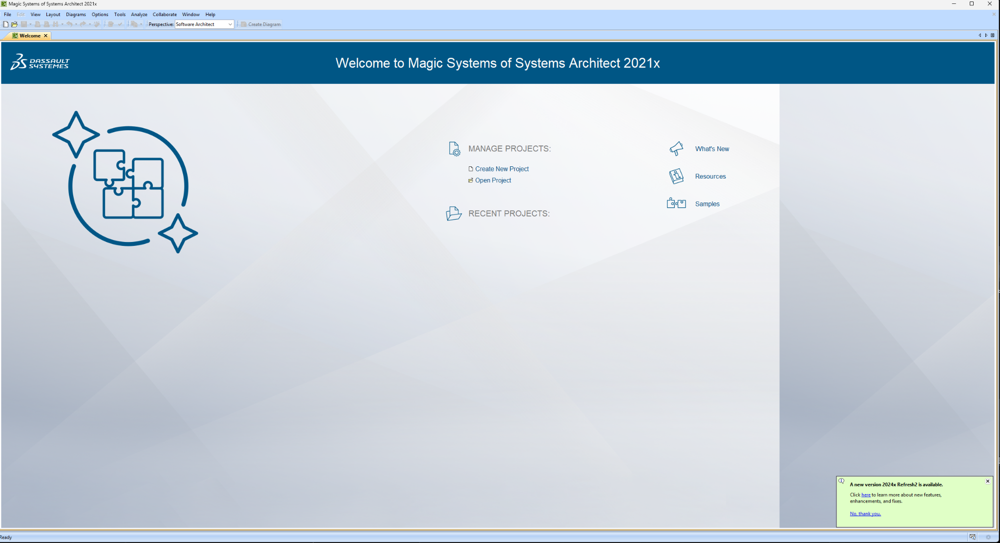 Magic Systems of Systems Architect 2021x
File Edit View Layout Diagrams Options Tools Analyze Collaborate Window Help
Perspective: Software Architect Create Diagram
Welcome
DASSAULT
SYSTEMES
Welcome to Magic Systems of Systems Architect 2021x
MANAGE PROJECTS:
Create New Project
Open Project
RECENT PROJECTS:
What's New
Resources
Samples
A new version 2024x Refresh2 is available.
Click here to learn more about new features,
enhancements, and fixes.
No, thank you.
Ready